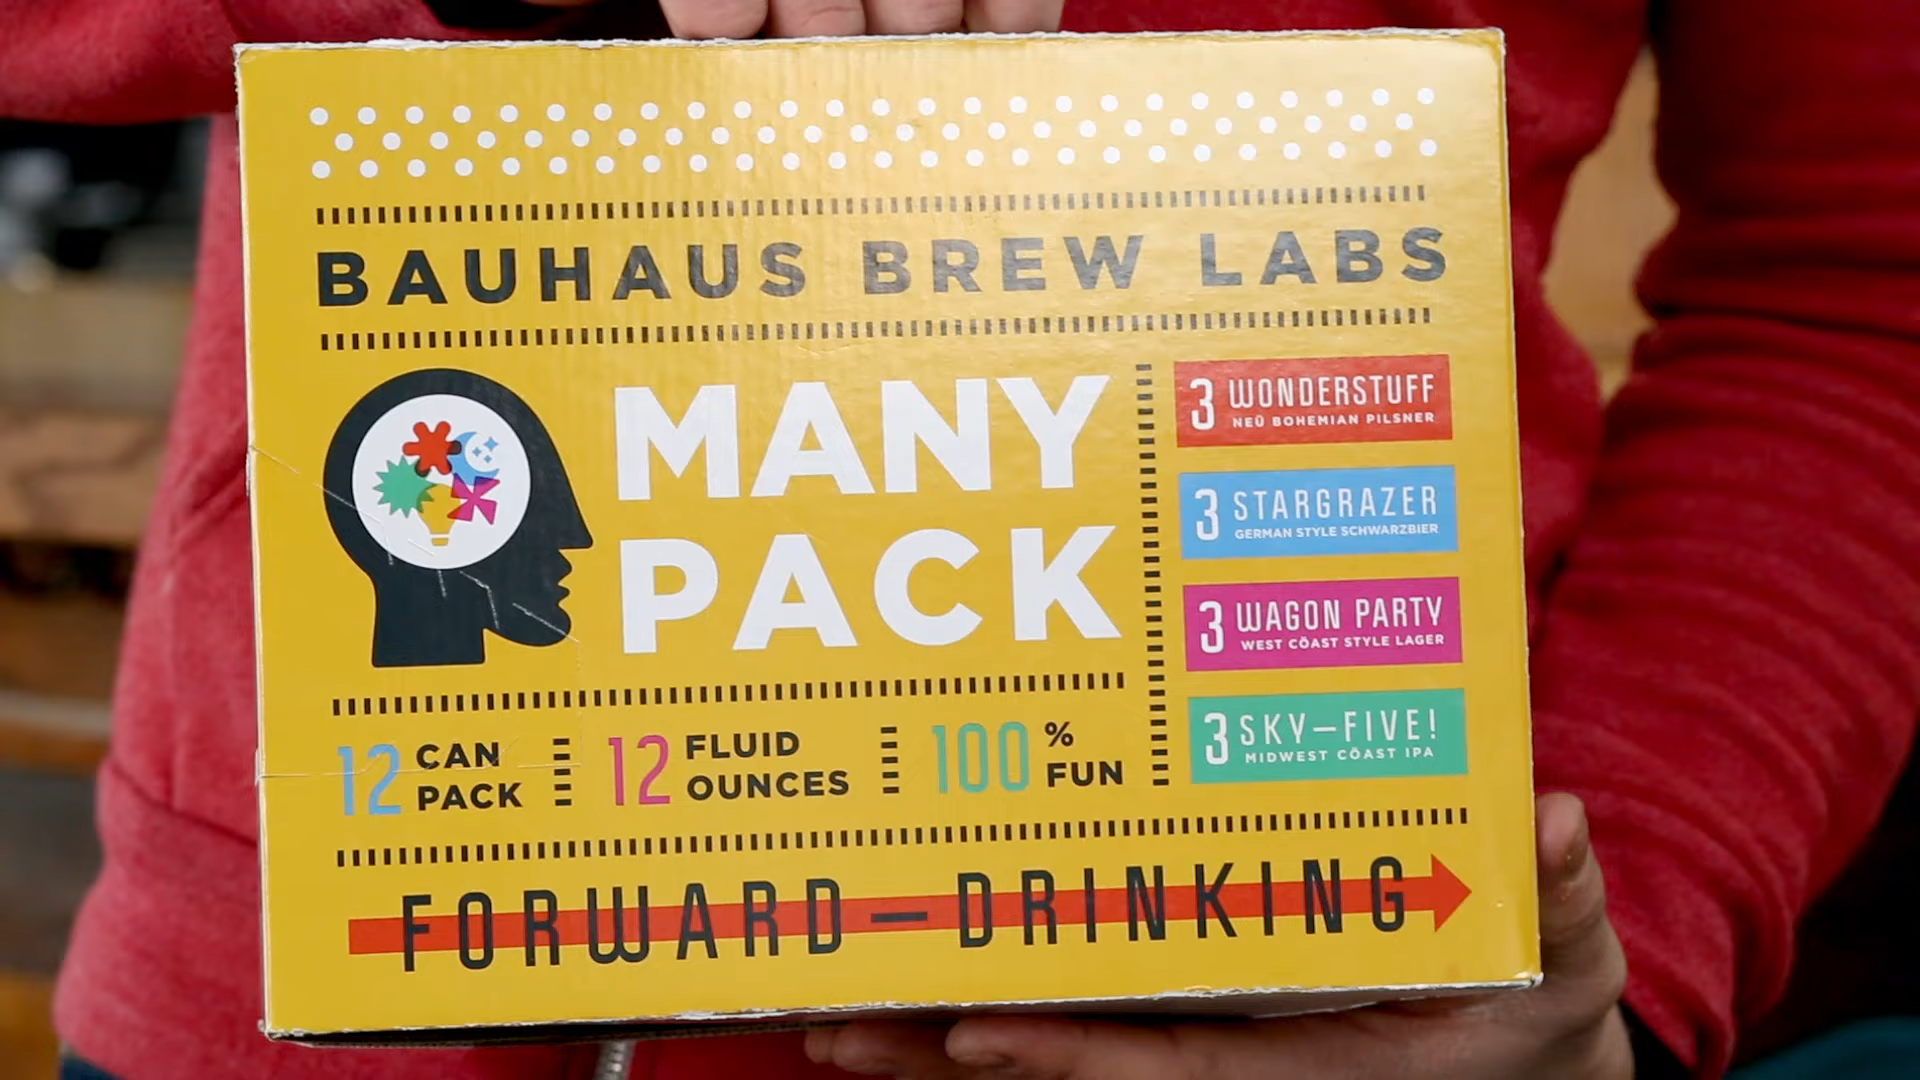 BAUHAUS BREW LABS
MANY
PACK
3 WONDERSTUFF
NEÜ BOHEMIAN PILSNER
3 STARGRAZER
GERMAN STYLE SCHWARZBIER
3 WAGON PARTY
WEST CÖAST STYLE LAGER
3 SKY–FIVE!
MIDWEST CÖAST IPA
12 CAN PACK
12 FLUID OUNCES
100 % FUN
FORWARD–DRINKING